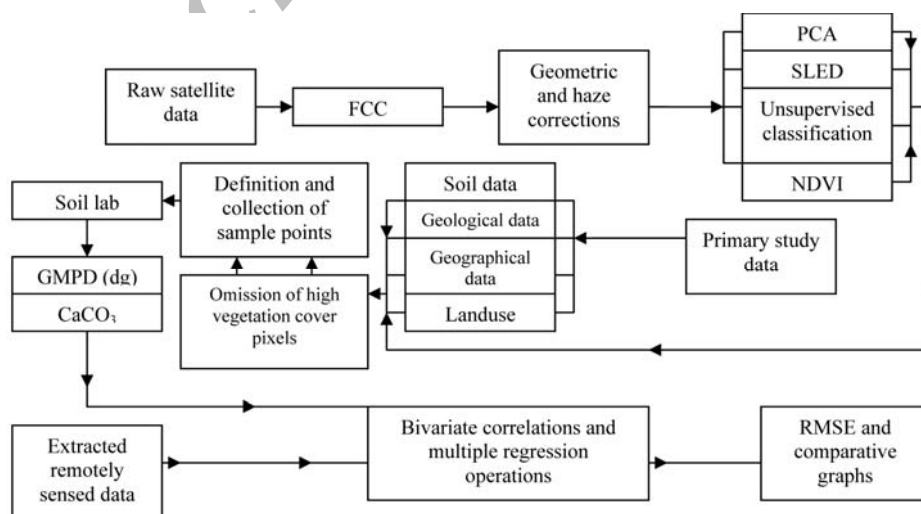 PCA
SLED
Unsupervised
classification
NDVI
Geometric
and haze
corrections
FCC
Raw satellite
data
Soil lab
GMPD (dg)
CaCO₃
Definition and
collection of
sample points
Omission of high
vegetation cover
pixels
Soil data
Geological data
Geographical
data
Landuse
Primary study
data
Extracted
remotely
sensed data
Bivariate correlations and
multiple regression
operations
RMSE and
comparative
graphs